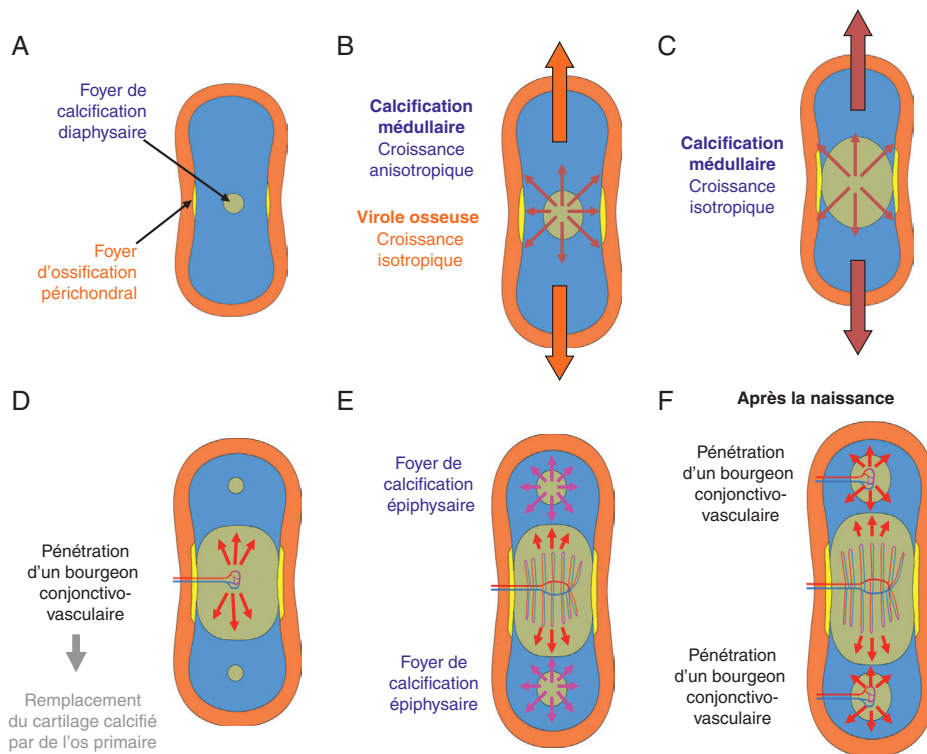 A
Foyer de
calcification
diaphysaire
Foyer
d'ossification
périchondral
B
Calcification
médullaire
Croissance
anisotropique
Virole osseuse
Croissance
isotropique
C
Calcification
médullaire
Croissance
isotropique
D
Pénétration
d'un bourgeon
conjonctivo-
vasculaire
Remplacement
du cartilage calcifié
par de l'os primaire
E
Foyer de
calcification
épiphysaire
Foyer de
calcification
épiphysaire
F
Après la naissance
Pénétration
d'un bourgeon
conjonctivo-
vasculaire
Pénétration
d'un bourgeon
conjonctivo-
vasculaire